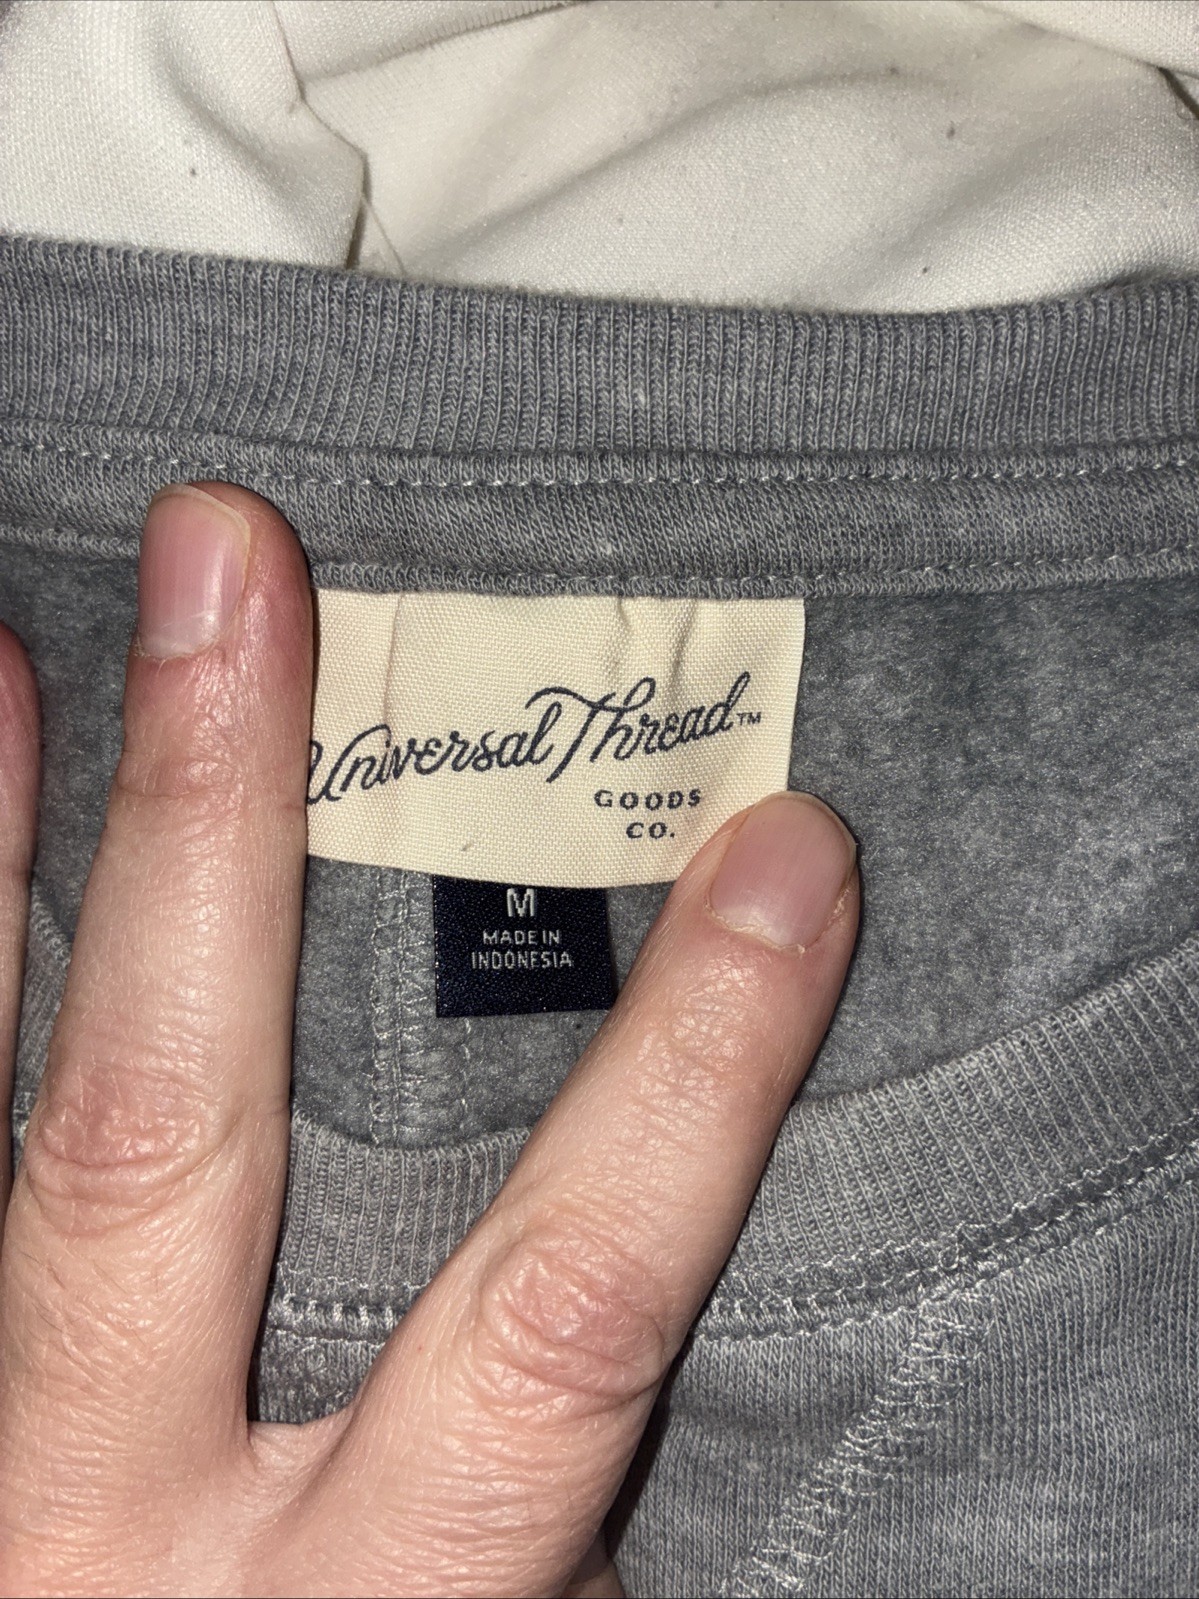 Universal Thread™
GOODS
CO.
M
MADE IN
INDONESIA